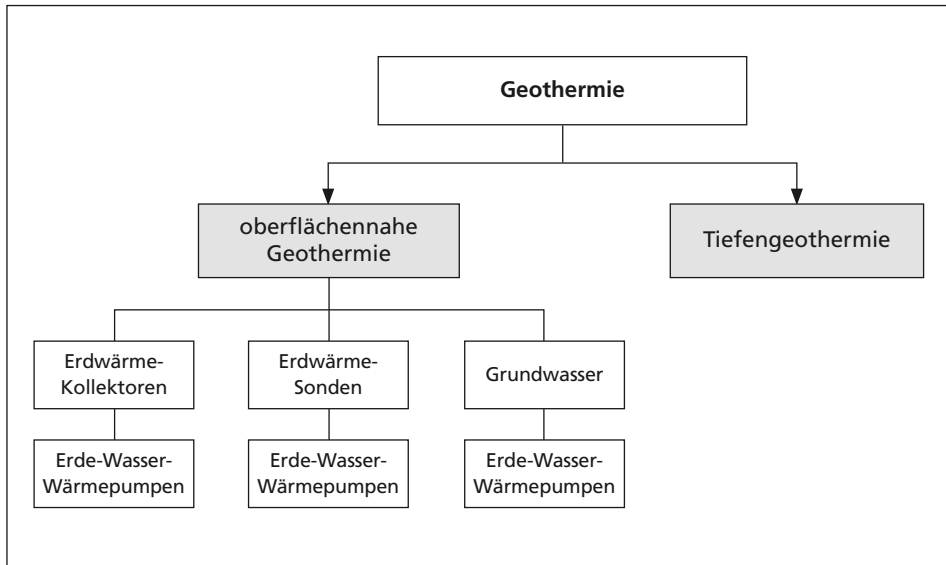 Geothermie
oberflächennahe
Geothermie
Tiefengeothermie
Erdwärme-
Kollektoren
Erdwärme-
Sonden
Grundwasser
Erde-Wasser-
Wärmepumpen
Erde-Wasser-
Wärmepumpen
Erde-Wasser-
Wärmepumpen